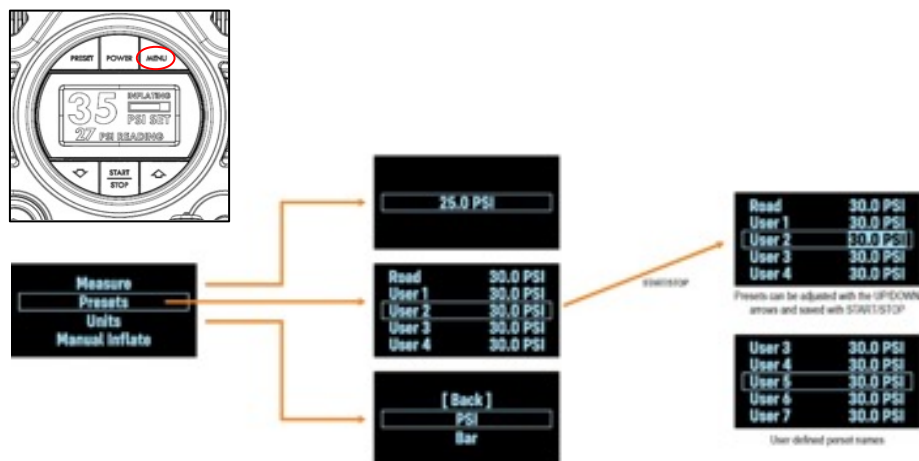 PRESET POWER MENU
35 INFLATING
PSI SET
27 PSI READING
START
STOP
25.0 PSI
Measure
Presets
Units
Manual Inflate
Road 30.0 PSI
User 1 30.0 PSI
User 2 30.0 PSI
User 3 30.0 PSI
User 4 30.0 PSI
[ Back ]
PSI
Bar
START/STOP
Road 30.0 PSI
User 1 30.0 PSI
User 2 30.0 PSI
User 3 30.0 PSI
User 4 30.0 PSI
Presets can be adjusted with the UP/DOWN
arrows and saved with START/STOP
User 3 30.0 PSI
User 4 30.0 PSI
User 5 30.0 PSI
User 6 30.0 PSI
User 7 30.0 PSI
User defined perset names